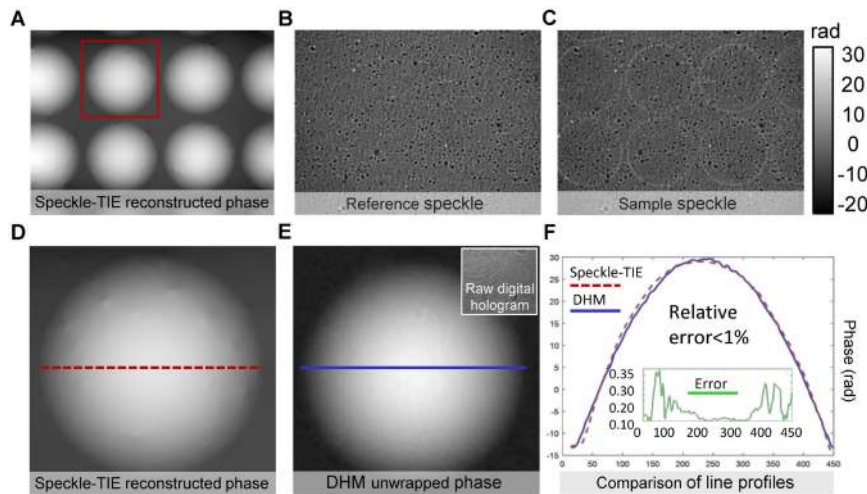 A
B
C
rad
30
20
10
0
-10
-20
Speckle-TIE reconstructed phase
Reference speckle
Sample speckle
D
E
F
Raw digital
hologram
Speckle-TIE reconstructed phase
DHM unwrapped phase
30
25
20
15
10
5
0
-5
-10
-15
Speckle-TIE
DHM
Relative
error<1%
Error
0.35
0.30
0.20
0.10
0 100 200 300 400 450
0 50 100 150 200 250 300 350 400 450
Phase (rad)
Comparison of line profiles